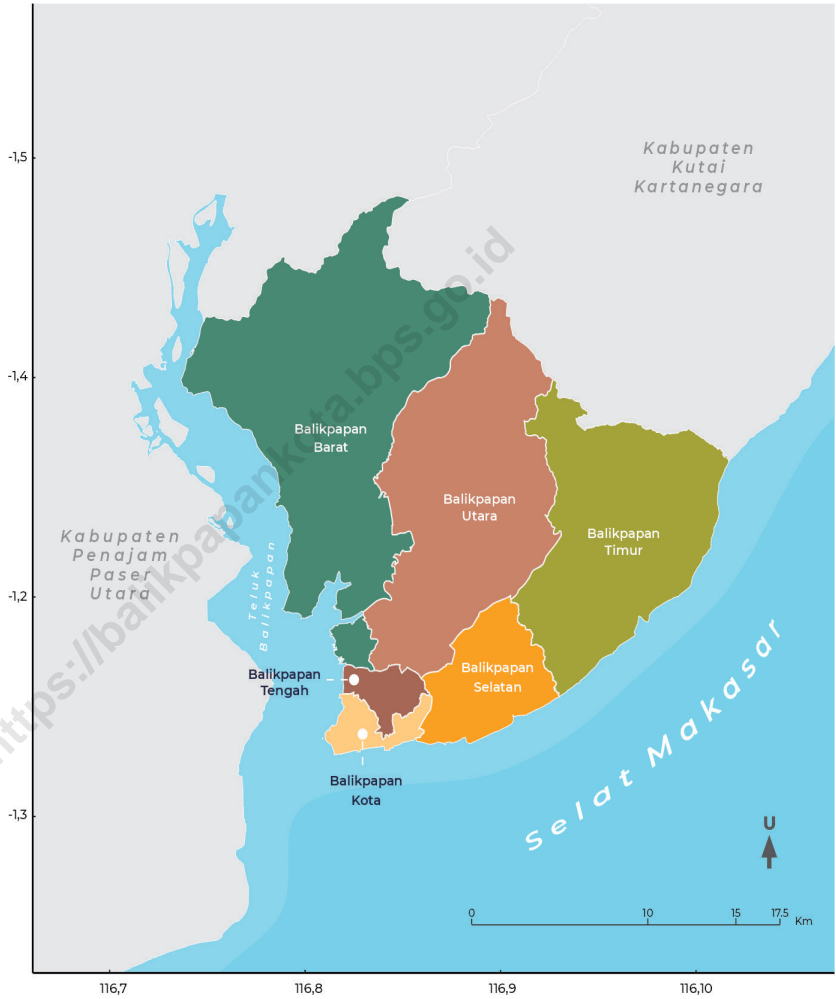 -1,5
-1,4
-1,2
-1,3
116,7
116,8
116,9
116,10
Kabupaten
Kutai
Kartanegara
Kabupaten
Penajam
Paser
Utara
Teluk
Balikpapan
Balikpapan
Barat
Balikpapan
Utara
Balikpapan
Timur
Balikpapan
Selatan
Balikpapan
Tengah
Balikpapan
Kota
Selat Makasar
U
0 10 15 17.5 Km
https://balikpapankota.bps.go.id